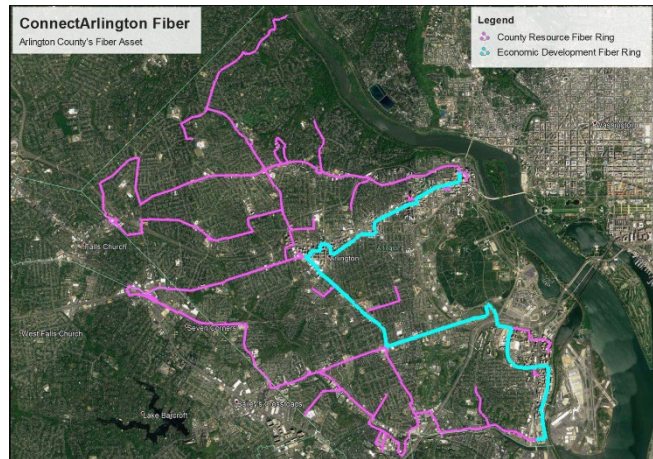 ConnectArlington Fiber
Arlington County's Fiber Asset
Legend
County Resource Fiber Ring
Economic Development Fiber Ring
Washington
Falls Church
Arlington
West Falls Church
Seven Corners
Lake Barcroft